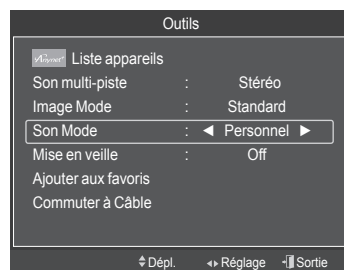 Outils
Anynet+ Liste appareils
Son multi-piste : Stéréo
Image Mode : Standard
Son Mode : ◄ Personnel ►
Mise en veille : Off
Ajouter aux favoris
Commuter à Câble
Dépl. Réglage Sortie